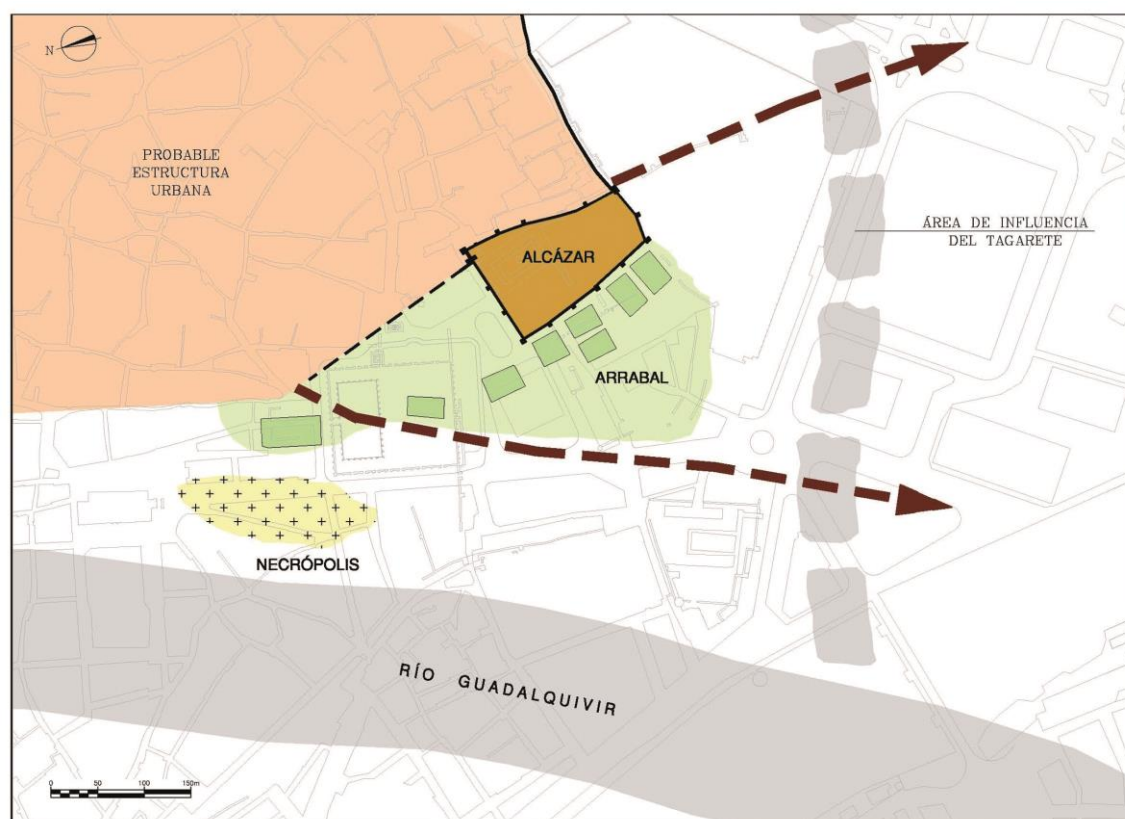 N
PROBABLE
ESTRUCTURA
URBANA
ÁREA DE INFLUENCIA
DEL TAGARETE
ALCÁZAR
ARRABAL
NECRÓPOLIS
RÍO GUADALQUIVIR
0 50 100 150m